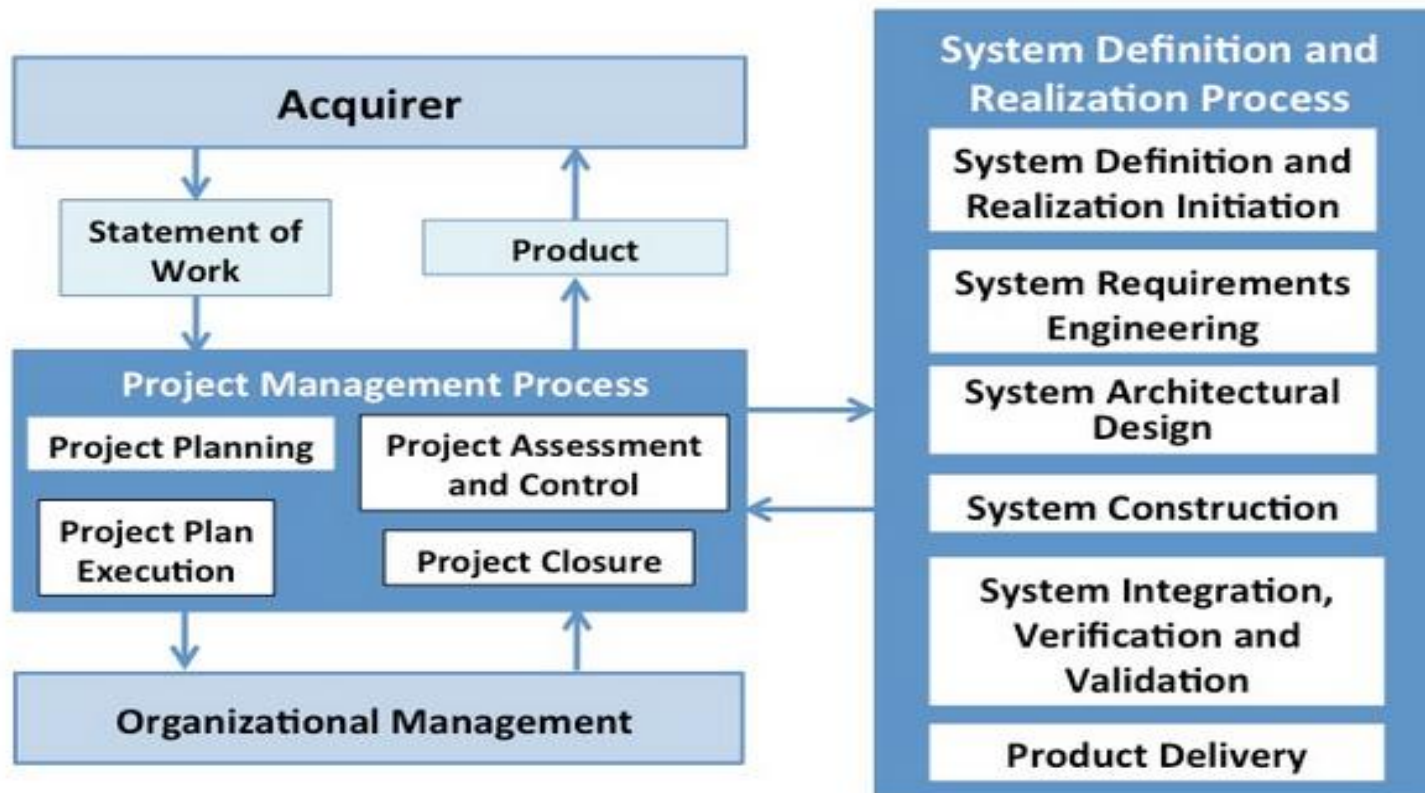 Acquirer
Statement of
Work
Product
Project Management Process
Project Planning
Project Assessment
and Control
Project Plan
Execution
Project Closure
Organizational Management
System Definition and
Realization Process
System Definition and
Realization Initiation
System Requirements
Engineering
System Architectural
Design
System Construction
System Integration,
Verification and
Validation
Product Delivery